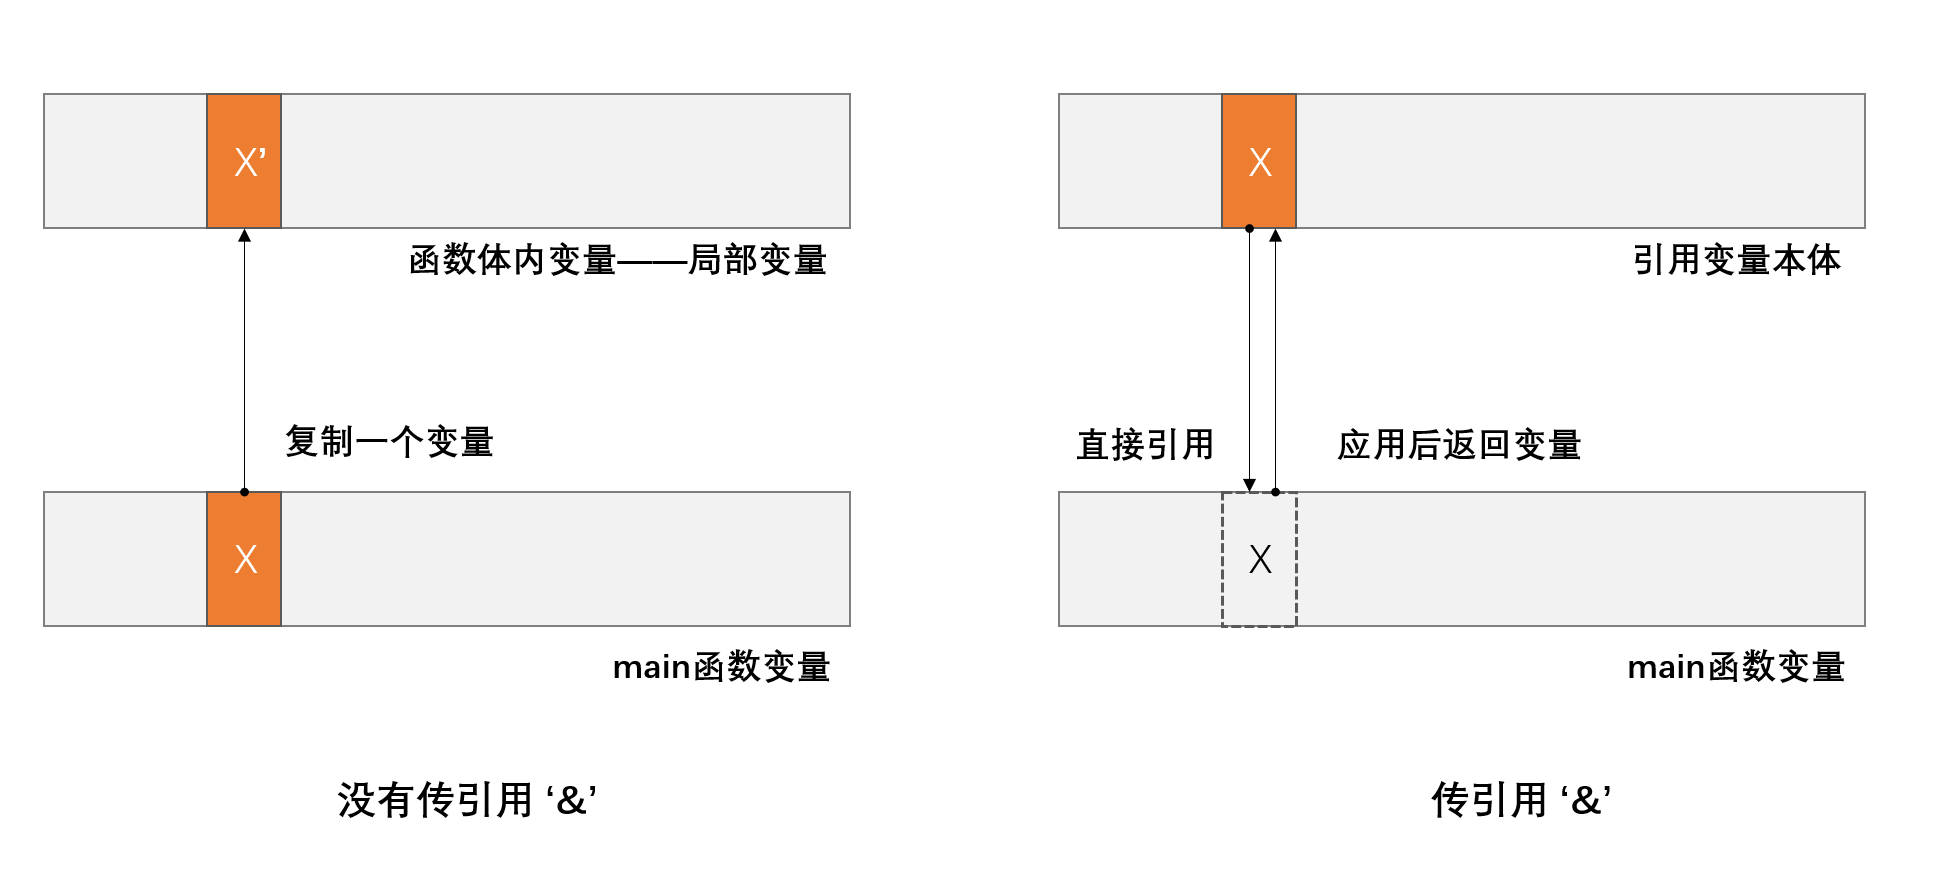 X’
函数体内变量——局部变量
复制一个变量
X
main函数变量
没有传引用 ‘&’
X
引用变量本体
直接引用
应用后返回变量
X
main函数变量
传引用 ‘&’